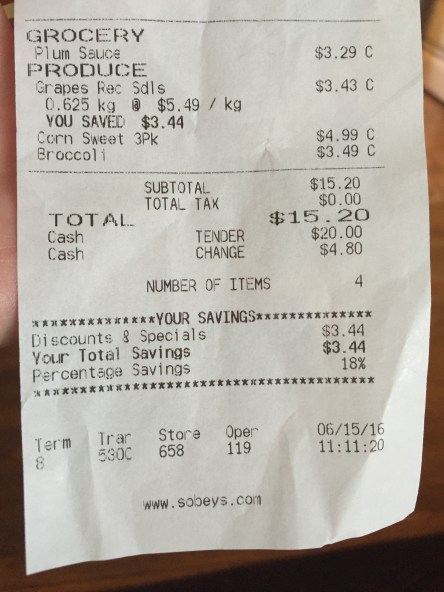 GROCERY
Plum Sauce $3.29 C
PRODUCE
Grapes Red Sdls $3.43 C
0.625 kg @ $5.49 / kg
YOU SAVED $3.44
Corn Sweet 3Pk $4.99 C
Broccoli $3.49 C
SUBTOTAL $15.20
TOTAL TAX $0.00
TOTAL $15.20
Cash TENDER $20.00
Cash CHANGE $4.80
NUMBER OF ITEMS 4
****************YOUR SAVINGS***************
Discounts & Specials $3.44
Your Total Savings $3.44
Percentage Savings 18%
Term Tran Store Oper 06/15/16
8 658 119 11:11:20
www.sobeys.com